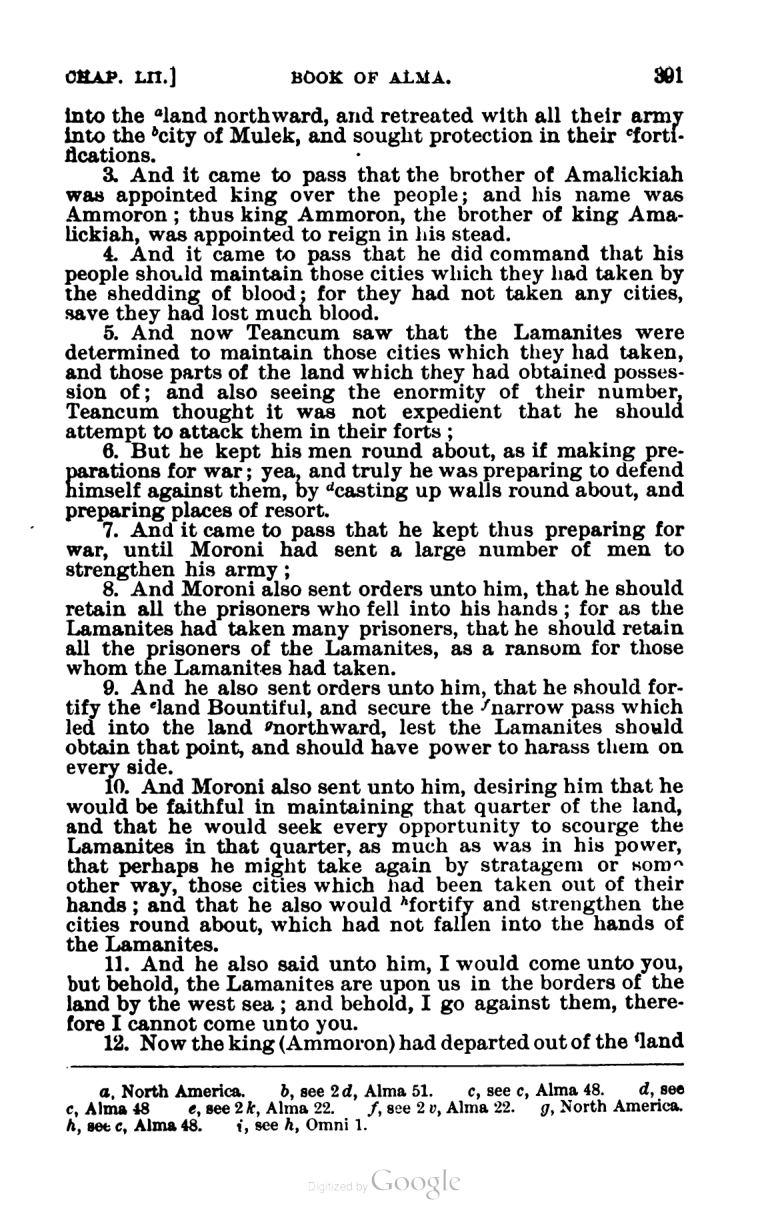 CHAP. LII.] BOOK OF ALMA. 391
into the ᵃland northward, and retreated with all their army
into the ᵇcity of Mulek, and sought protection in their ᶜforti-
fications.
3. And it came to pass that the brother of Amalickiah
was appointed king over the people; and his name was
Ammoron; thus king Ammoron, the brother of king Ama-
lickiah, was appointed to reign in his stead.
4. And it came to pass that he did command that his
people should maintain those cities which they had taken by
the shedding of blood; for they had not taken any cities,
save they had lost much blood.
5. And now Teancum saw that the Lamanites were
determined to maintain those cities which they had taken,
and those parts of the land which they had obtained posses-
sion of; and also seeing the enormity of their number,
Teancum thought it was not expedient that he should
attempt to attack them in their forts;
6. But he kept his men round about, as if making pre-
parations for war; yea, and truly he was preparing to defend
himself against them, by ᵈcasting up walls round about, and
preparing places of resort.
7. And it came to pass that he kept thus preparing for
war, until Moroni had sent a large number of men to
strengthen his army;
8. And Moroni also sent orders unto him, that he should
retain all the prisoners who fell into his hands; for as the
Lamanites had taken many prisoners, that he should retain
all the prisoners of the Lamanites, as a ransom for those
whom the Lamanites had taken.
9. And he also sent orders unto him, that he should for-
tify the ᵉland Bountiful, and secure the ᶠnarrow pass which
led into the land ᵍnorthward, lest the Lamanites should
obtain that point, and should have power to harass them on
every side.
10. And Moroni also sent unto him, desiring him that he
would be faithful in maintaining that quarter of the land,
and that he would seek every opportunity to scourge the
Lamanites in that quarter, as much as was in his power,
that perhaps he might take again by stratagem or some
other way, those cities which had been taken out of their
hands; and that he also would ʰfortify and strengthen the
cities round about, which had not fallen into the hands of
the Lamanites.
11. And he also said unto him, I would come unto you,
but behold, the Lamanites are upon us in the borders of the
land by the west sea; and behold, I go against them, there-
fore I cannot come unto you.
12. Now the king (Ammoron) had departed out of the ⁱland
a, North America. b, see 2 d, Alma 51. c, see c, Alma 48. d, see
c, Alma 48 e, see 2 k, Alma 22. f, see 2 v, Alma 22. g, North America.
h, see c, Alma 48. i, see h, Omni 1.
Digitized by Google